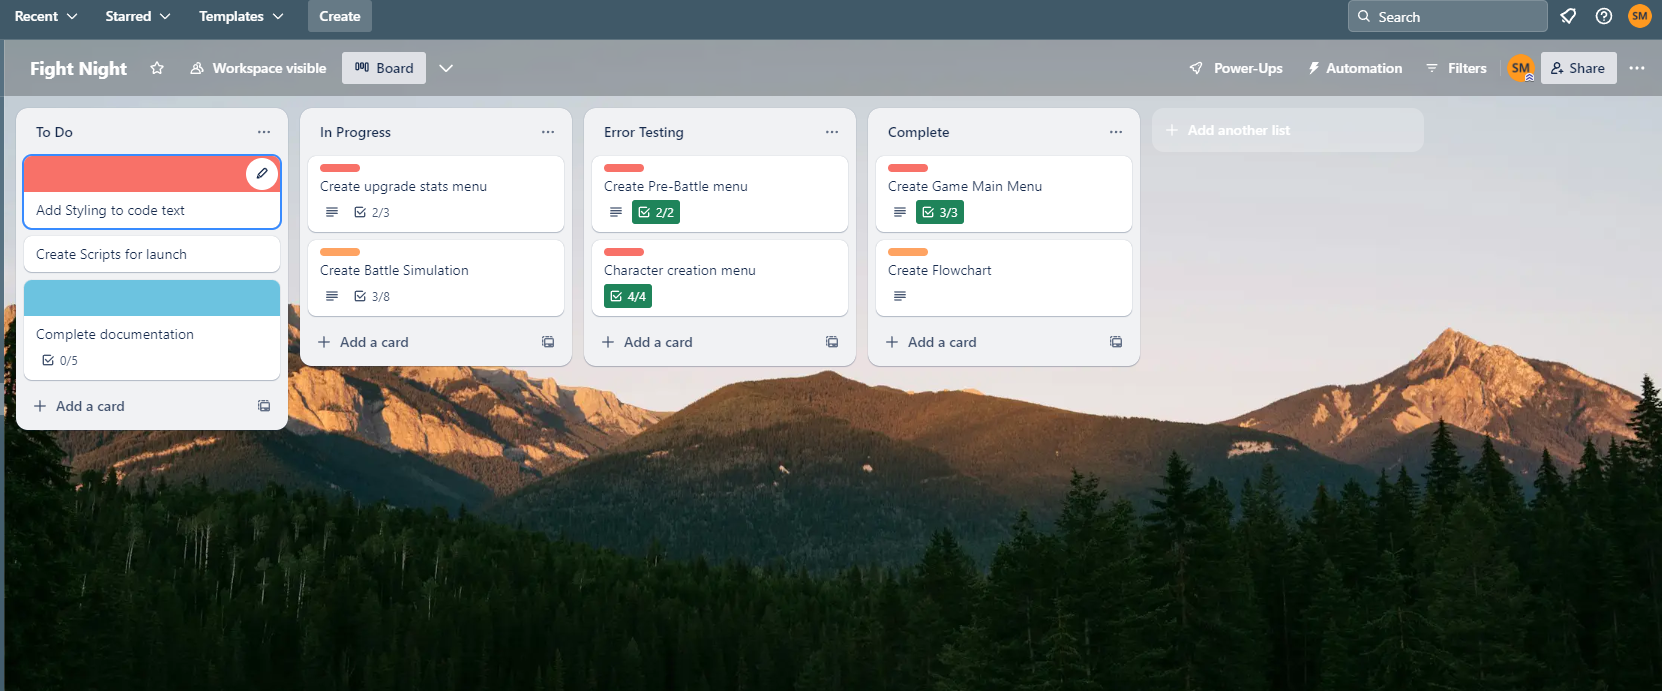 Recent Starred Templates Create Search SM
Fight Night Workspace visible Board Power-Ups Automation Filters SM Share
To Do
Add Styling to code text
Create Scripts for launch
Complete documentation
0/5
Add a card
In Progress
Create upgrade stats menu
2/3
Create Battle Simulation
3/8
Add a card
Error Testing
Create Pre-Battle menu
2/2
Character creation menu
4/4
Add a card
Complete
Create Game Main Menu
3/3
Create Flowchart
Add a card
Add another list